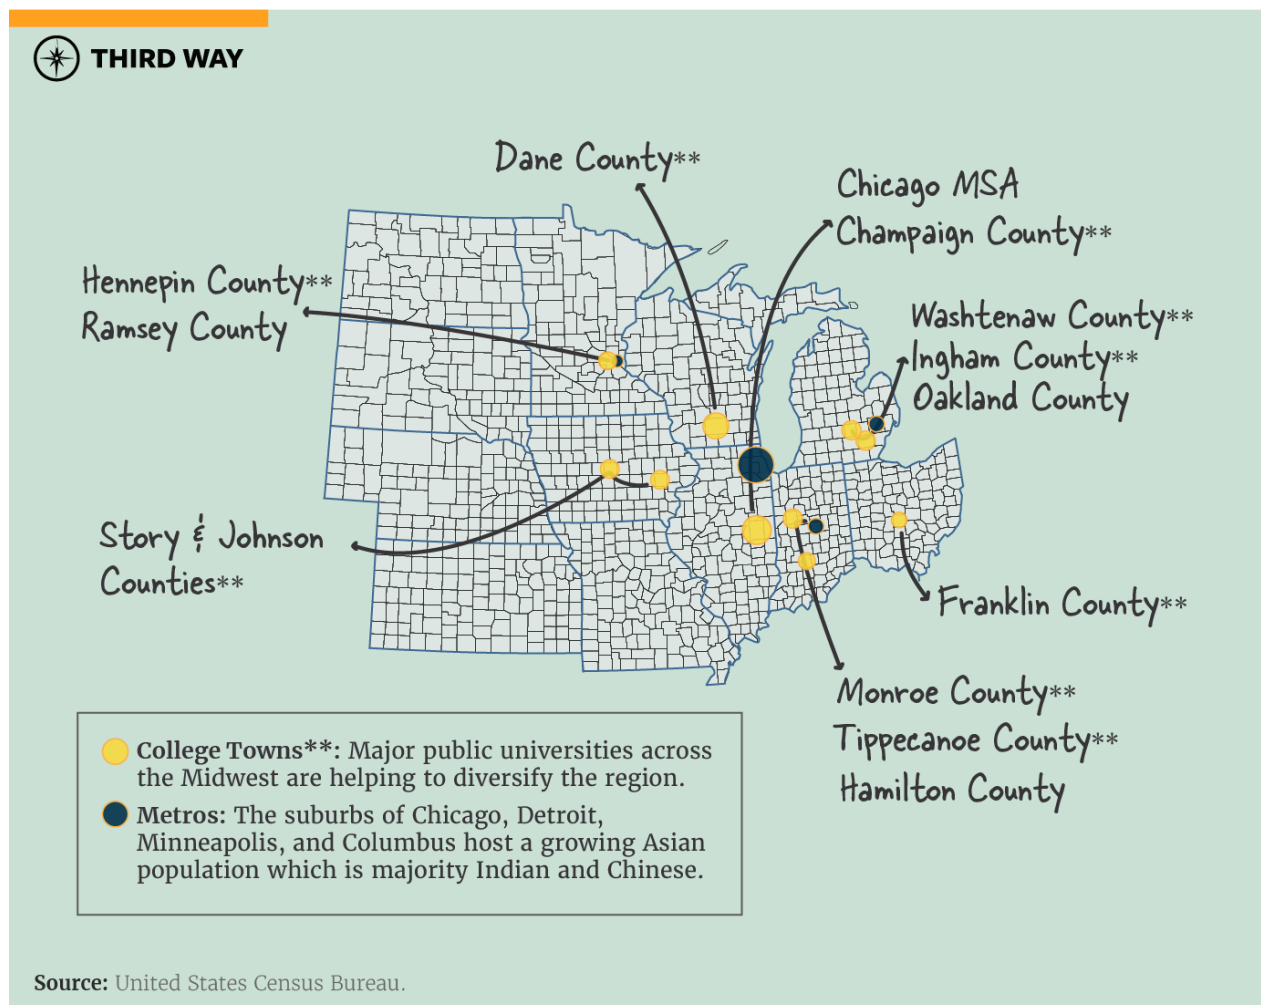 THIRD WAY
Dane County**
Chicago MSA
Champaign County**
Hennepin County**
Ramsey County
Washtenaw County**
Ingham County**
Oakland County
Story & Johnson
Counties**
Franklin County**
Monroe County**
Tippecanoe County**
Hamilton County
College Towns**: Major public universities across
the Midwest are helping to diversify the region.
Metros: The suburbs of Chicago, Detroit,
Minneapolis, and Columbus host a growing Asian
population which is majority Indian and Chinese.
Source: United States Census Bureau.